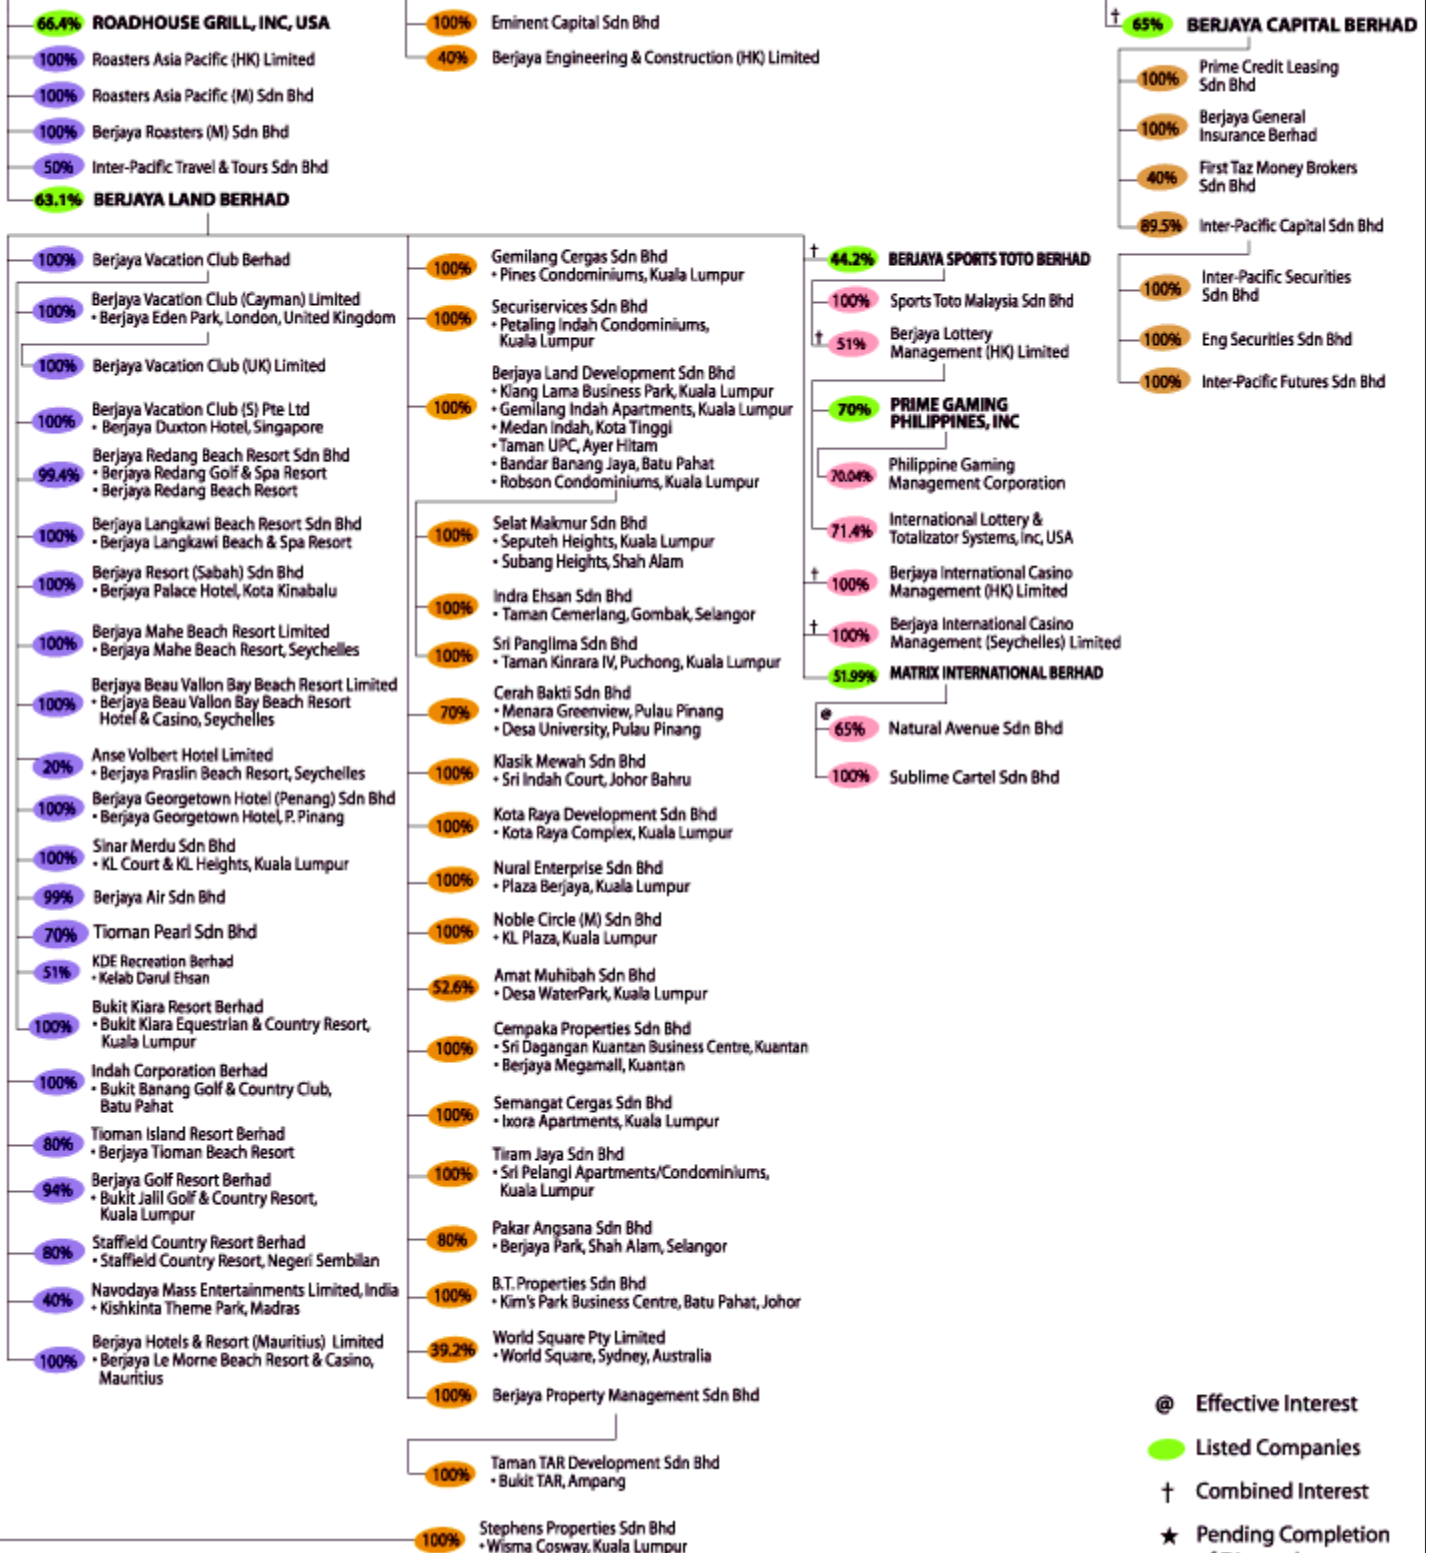 66.4% ROADHOUSE GRILL, INC, USA
100% Roasters Asia Pacific (HK) Limited
100% Roasters Asia Pacific (M) Sdn Bhd
100% Berjaya Roasters (M) Sdn Bhd
50% Inter-Pacific Travel & Tours Sdn Bhd
63.1% BERJAYA LAND BERHAD
100% Eminent Capital Sdn Bhd
40% Berjaya Engineering & Construction (HK) Limited
† 65% BERJAYA CAPITAL BERHAD
100% Prime Credit Leasing
Sdn Bhd
100% Berjaya General
Insurance Berhad
40% First Taz Money Brokers
Sdn Bhd
89.5% Inter-Pacific Capital Sdn Bhd
100% Inter-Pacific Securities
Sdn Bhd
100% Eng Securities Sdn Bhd
100% Inter-Pacific Futures Sdn Bhd
100% Berjaya Vacation Club Berhad
100% Berjaya Vacation Club (Cayman) Limited
• Berjaya Eden Park, London, United Kingdom
100% Berjaya Vacation Club (UK) Limited
100% Berjaya Vacation Club (S) Pte Ltd
• Berjaya Duxton Hotel, Singapore
99.4% Berjaya Redang Beach Resort Sdn Bhd
• Berjaya Redang Golf & Spa Resort
• Berjaya Redang Beach Resort
100% Berjaya Langkawi Beach Resort Sdn Bhd
• Berjaya Langkawi Beach & Spa Resort
100% Berjaya Resort (Sabah) Sdn Bhd
• Berjaya Palace Hotel, Kota Kinabalu
100% Berjaya Mahe Beach Resort Limited
• Berjaya Mahe Beach Resort, Seychelles
100% Berjaya Beau Vallon Bay Beach Resort Limited
• Berjaya Beau Vallon Bay Beach Resort
Hotel & Casino, Seychelles
20% Anse Volbert Hotel Limited
• Berjaya Praslin Beach Resort, Seychelles
100% Berjaya Georgetown Hotel (Penang) Sdn Bhd
• Berjaya Georgetown Hotel, P. Pinang
100% Sinar Merdu Sdn Bhd
• KL Court & KL Heights, Kuala Lumpur
99% Berjaya Air Sdn Bhd
70% Tioman Pearl Sdn Bhd
51% KDE Recreation Berhad
• Kelab Darul Ehsan
100% Bukit Kiara Resort Berhad
• Bukit Kiara Equestrian & Country Resort,
Kuala Lumpur
100% Indah Corporation Berhad
• Bukit Banang Golf & Country Club,
Batu Pahat
80% Tioman Island Resort Berhad
• Berjaya Tioman Beach Resort
94% Berjaya Golf Resort Berhad
• Bukit Jalil Golf & Country Resort,
Kuala Lumpur
80% Staffield Country Resort Berhad
• Staffield Country Resort, Negeri Sembilan
40% Navodaya Mass Entertainments Limited, India
• Kishkinta Theme Park, Madras
100% Berjaya Hotels & Resort (Mauritius) Limited
• Berjaya Le Morne Beach Resort & Casino,
Mauritius
100% Gemilang Cergas Sdn Bhd
• Pines Condominiums, Kuala Lumpur
100% Securiservices Sdn Bhd
• Petaling Indah Condominiums,
Kuala Lumpur
100% Berjaya Land Development Sdn Bhd
• Klang Lama Business Park, Kuala Lumpur
• Gemilang Indah Apartments, Kuala Lumpur
• Medan Indah, Kota Tinggi
• Taman UPC, Ayer Hitam
• Bandar Banang Jaya, Batu Pahat
• Robson Condominiums, Kuala Lumpur
100% Selat Makmur Sdn Bhd
• Seputeh Heights, Kuala Lumpur
• Subang Heights, Shah Alam
100% Indra Ehsan Sdn Bhd
• Taman Cemerlang, Gombak, Selangor
100% Sri Panglima Sdn Bhd
• Taman Kinrara IV, Puchong, Kuala Lumpur
70% Cerah Bakti Sdn Bhd
• Menara Greenview, Pulau Pinang
• Desa University, Pulau Pinang
100% Klasik Mewah Sdn Bhd
• Sri Indah Court, Johor Bahru
100% Kota Raya Development Sdn Bhd
• Kota Raya Complex, Kuala Lumpur
100% Nural Enterprise Sdn Bhd
• Plaza Berjaya, Kuala Lumpur
100% Noble Circle (M) Sdn Bhd
• KL Plaza, Kuala Lumpur
52.6% Amat Muhibah Sdn Bhd
• Desa WaterPark, Kuala Lumpur
100% Cempaka Properties Sdn Bhd
• Sri Dagangan Kuantan Business Centre, Kuantan
• Berjaya Megamall, Kuantan
100% Semangat Cergas Sdn Bhd
• Ixora Apartments, Kuala Lumpur
100% Tiram Jaya Sdn Bhd
• Sri Pelangi Apartments/Condominiums,
Kuala Lumpur
80% Pakar Angsana Sdn Bhd
• Berjaya Park, Shah Alam, Selangor
100% B.T. Properties Sdn Bhd
• Kim's Park Business Centre, Batu Pahat, Johor
39.2% World Square Pty Limited
• World Square, Sydney, Australia
100% Berjaya Property Management Sdn Bhd
100% Taman TAR Development Sdn Bhd
• Bukit TAR, Ampang
100% Stephens Properties Sdn Bhd
• Wisma Cosway, Kuala Lumpur
† 44.2% BERJAYA SPORTS TOTO BERHAD
100% Sports Toto Malaysia Sdn Bhd
† 51% Berjaya Lottery
Management (HK) Limited
70% PRIME GAMING
PHILIPPINES, INC
70.04% Philippine Gaming
Management Corporation
71.4% International Lottery &
Totalizator Systems, Inc, USA
† 100% Berjaya International Casino
Management (HK) Limited
† 100% Berjaya International Casino
Management (Seychelles) Limited
51.99% MATRIX INTERNATIONAL BERHAD
@ 65% Natural Avenue Sdn Bhd
100% Sublime Cartel Sdn Bhd
@ Effective Interest
Listed Companies
† Combined Interest
★ Pending Completion